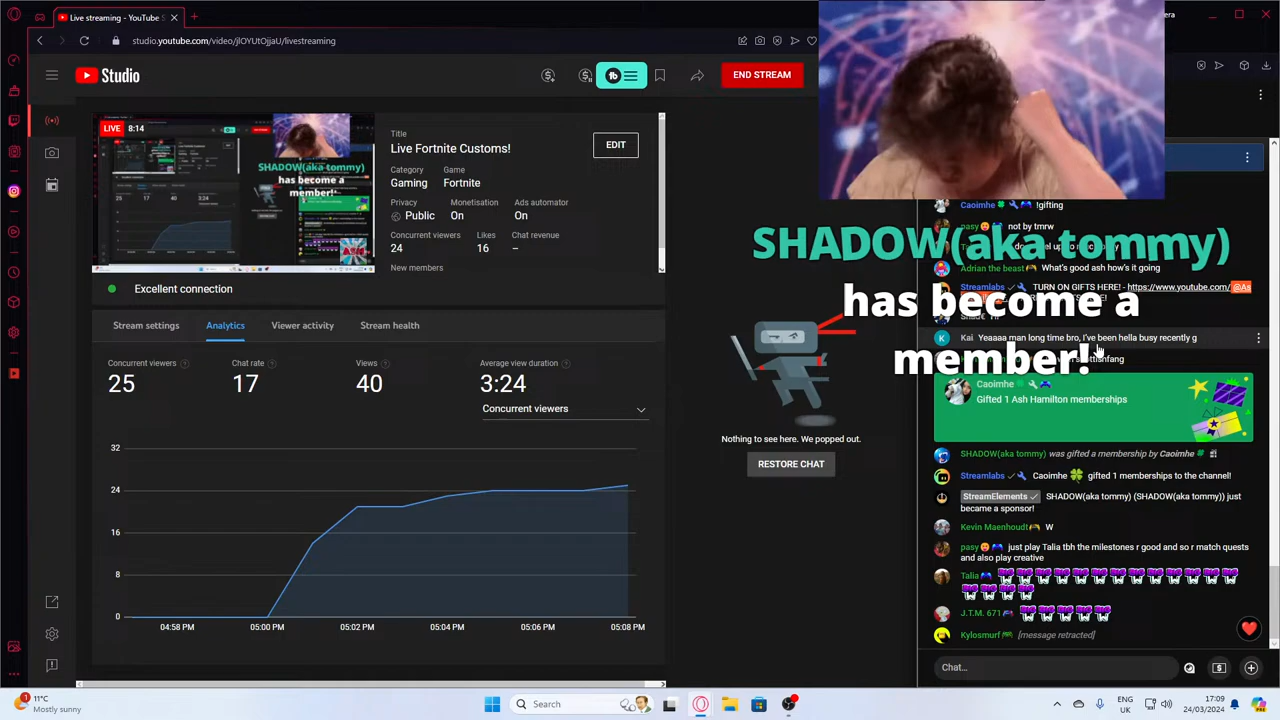 Live streaming - YouTube S
era
studio.youtube.com/video/jlOYUtOjjaU/livestreaming
Studio
END STREAM
LIVE 8:14
Title
Live Fortnite Customs!
EDIT
Category
Game
Gaming
Fortnite
Privacy
Monetisation
Ads automator
Public
On
On
Concurrent viewers
Likes
Chat revenue
24
16
–
New members
Excellent connection
Stream settings
Analytics
Viewer activity
Stream health
Concurrent viewers
Chat rate
Views
Average view duration
25
17
40
3:24
Concurrent viewers
32
24
16
8
0
04:58 PM
05:00 PM
05:02 PM
05:04 PM
05:06 PM
05:08 PM
Nothing to see here. We popped out.
RESTORE CHAT
SHADOW(aka tommy)
has become a
member!
Caoimhe !gifting
pasy not by tmrw
Adrian the beast What's good ash how's it going
Streamlabs TURN ON GIFTS HERE! - https://www.youtube.com/ @As
Kai Yeaaaa man long time bro, I've been hella busy recently g
Caoimhe
Gifted 1 Ash Hamilton memberships
SHADOW(aka tommy) was gifted a membership by Caoimhe
Streamlabs Caoimhe gifted 1 memberships to the channel!
StreamElements SHADOW(aka tommy) (SHADOW(aka tommy)) just
became a sponsor!
Kevin Maenhoudt W
pasy just play Talia tbh the milestones r good and so r match quests
and also play creative
Talia
J.T.M. 671
Kylosmurf [message retracted]
Chat...
11°C
Mostly sunny
Search
ENG
UK
17:09
24/03/2024